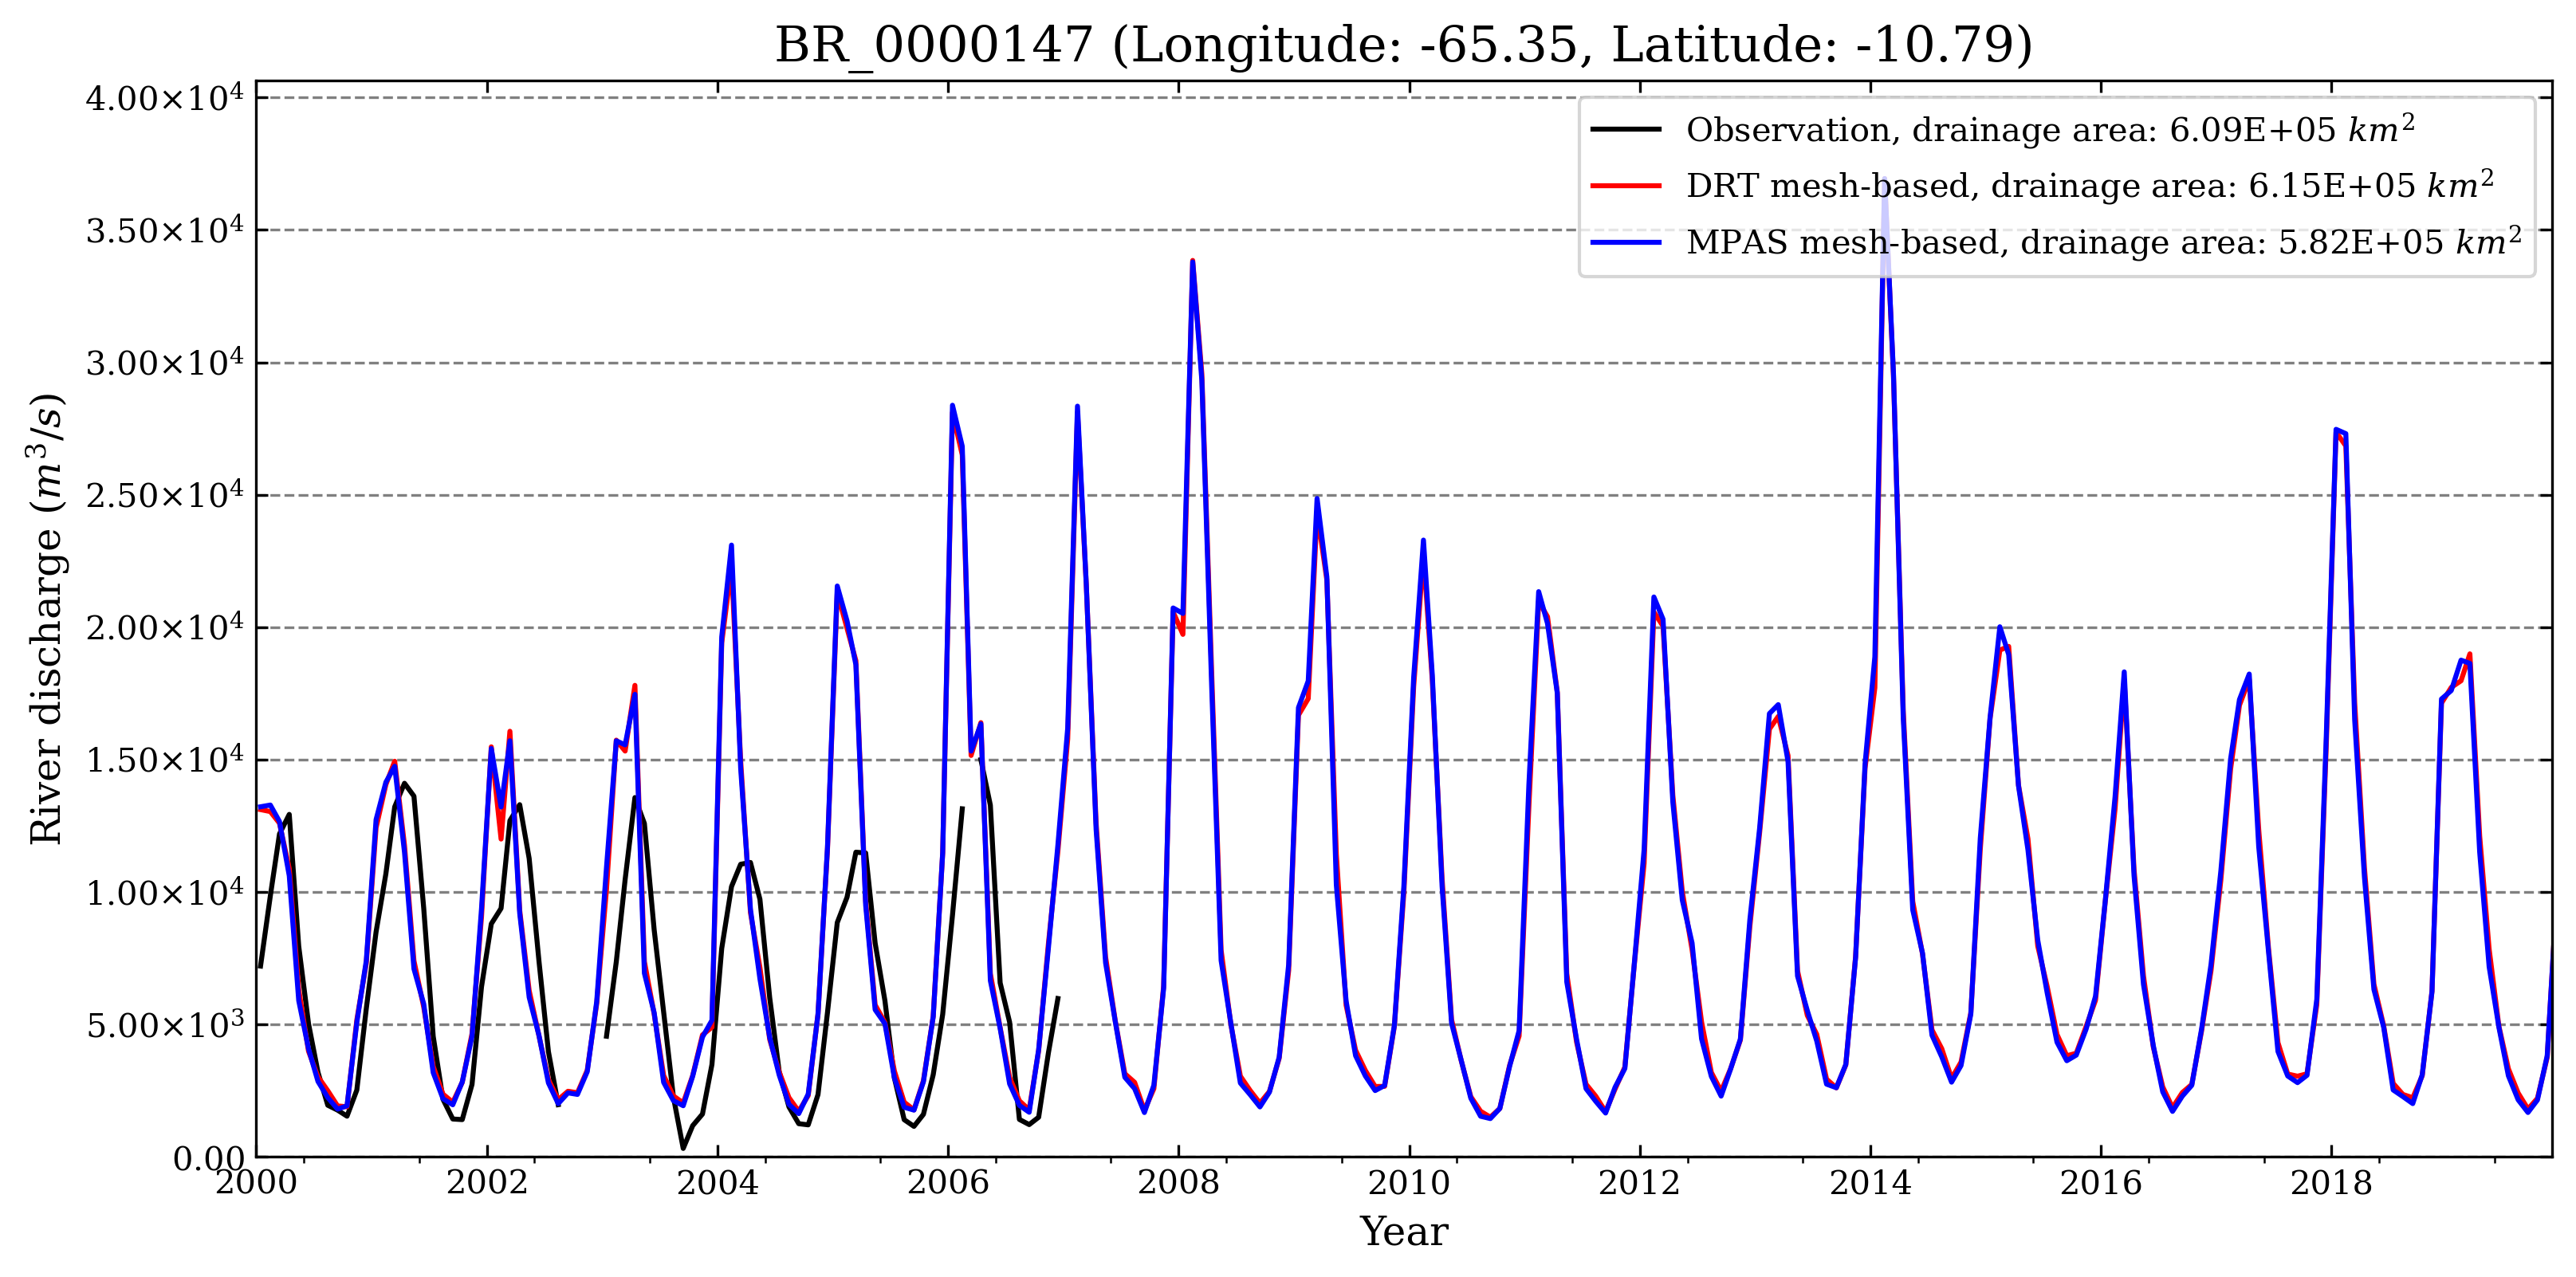 BR_0000147 (Longitude: -65.35, Latitude: -10.79)
4.00×10⁴
3.50×10⁴
3.00×10⁴
2.50×10⁴
2.00×10⁴
1.50×10⁴
1.00×10⁴
5.00×10³
0.00
River discharge (m³/s)
Observation, drainage area: 6.09E+05 km²
DRT mesh-based, drainage area: 6.15E+05 km²
MPAS mesh-based, drainage area: 5.82E+05 km²
2000 2002 2004 2006 2008 2010 2012 2014 2016 2018
Year